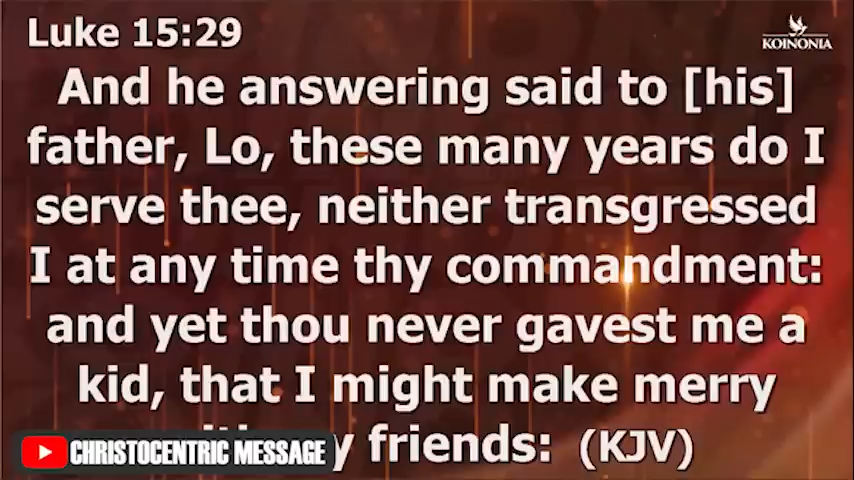 Luke 15:29
KOINONIA
And he answering said to [his]
father, Lo, these many years do I
serve thee, neither transgressed
I at any time thy commandment:
and yet thou never gavest me a
kid, that I might make merry
friends: (KJV)
CHRISTOCENTRIC MESSAGE